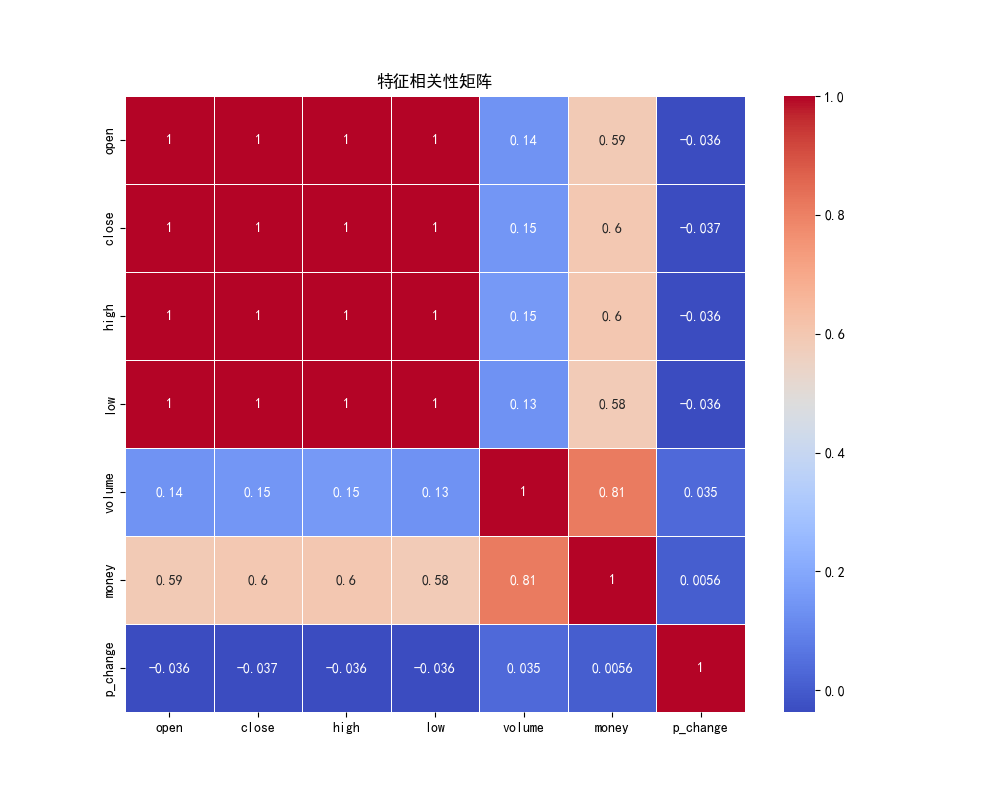 特征相关性矩阵
open 1 1 1 1 0.14 0.59 -0.036
close 1 1 1 1 0.15 0.6 -0.037
high 1 1 1 1 0.15 0.6 -0.036
low 1 1 1 1 0.13 0.58 -0.036
volume 0.14 0.15 0.15 0.13 1 0.81 0.035
money 0.59 0.6 0.6 0.58 0.81 1 0.0056
p_change -0.036 -0.037 -0.036 -0.036 0.035 0.0056 1
open close high low volume money p_change
1.0
0.8
0.6
0.4
0.2
0.0